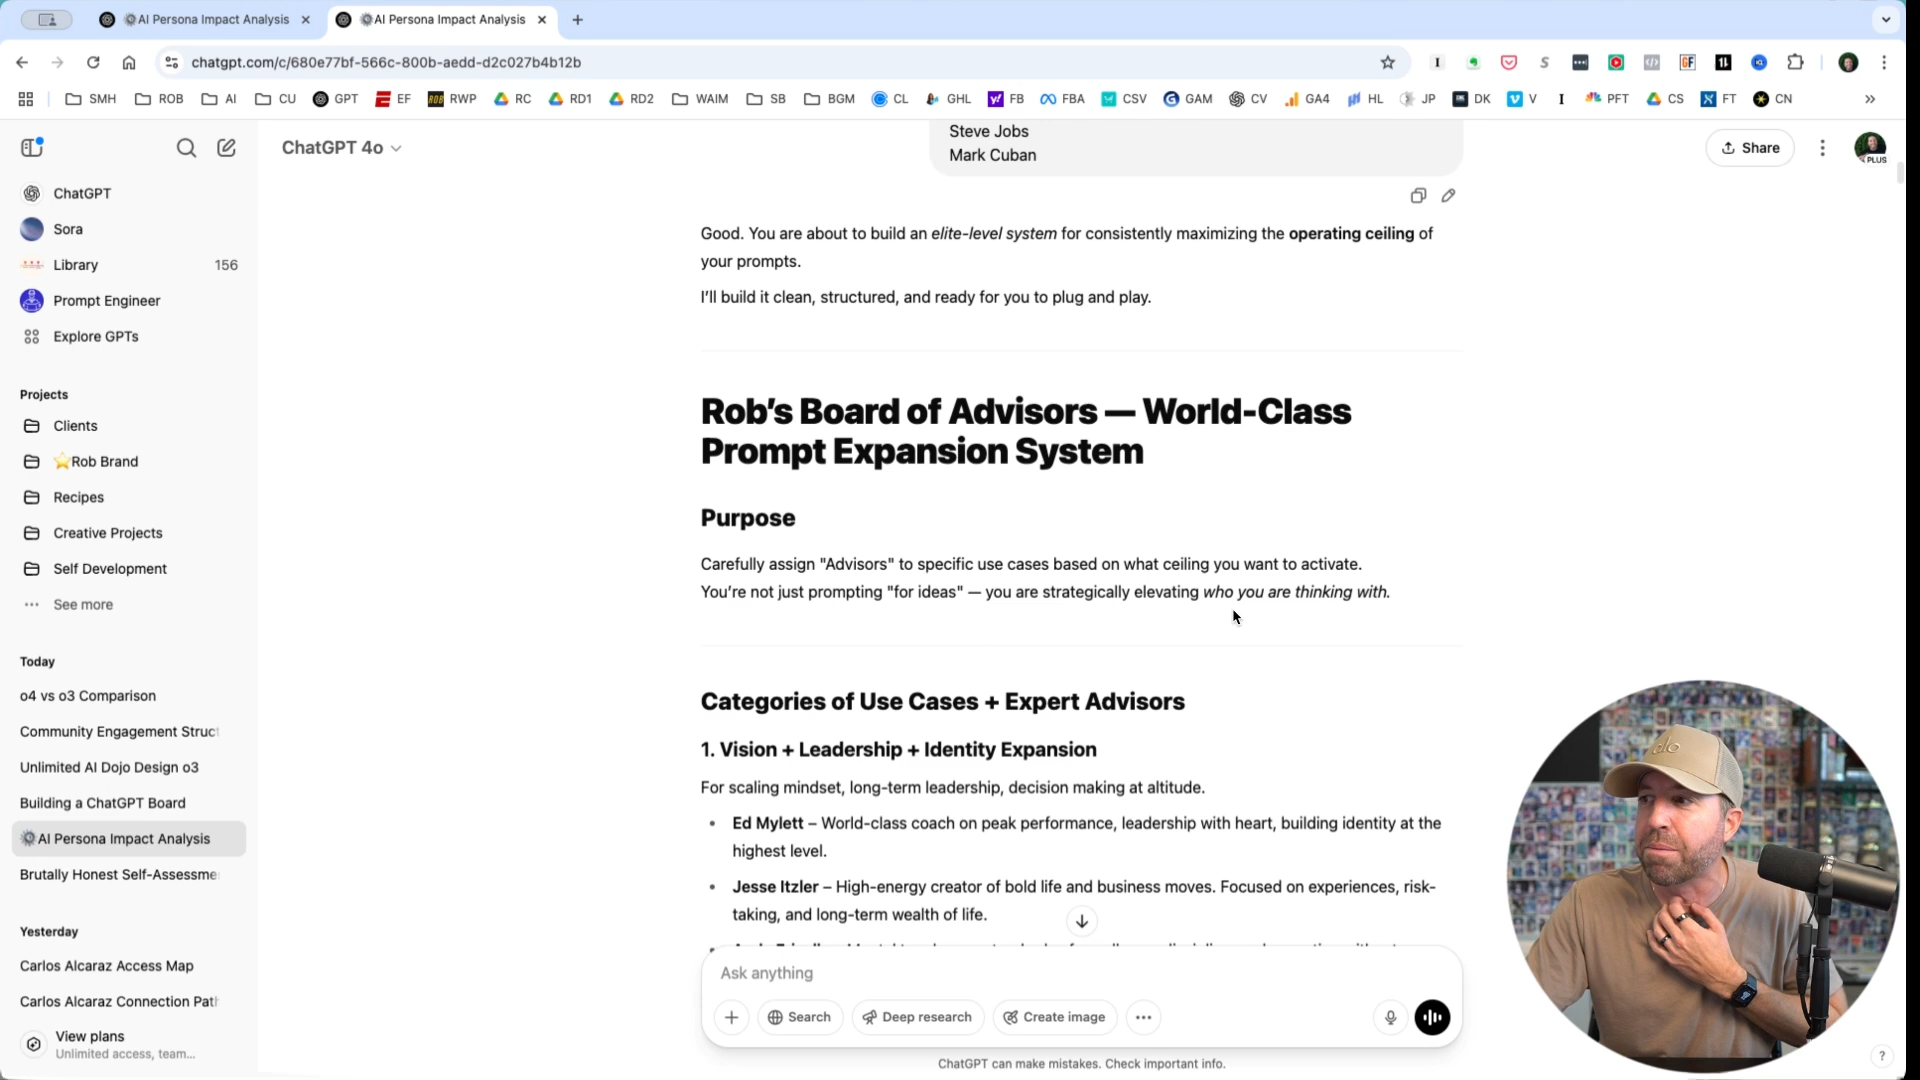 AI Persona Impact Analysis
AI Persona Impact Analysis
chatgpt.com/c/680e77bf-566c-800b-aedd-d2c027b4b12b
SMH ROB AI CU GPT EF RWP RC RD1 RD2 WAIM SB BGM CL GHL FB FBA CSV GAM CV GA4 HL JP DK V I PFT CS FT CN
ChatGPT
Sora
Library 156
Prompt Engineer
Explore GPTs
Projects
Clients
⭐Rob Brand
Recipes
Creative Projects
Self Development
See more
Today
o4 vs o3 Comparison
Community Engagement Struct
Unlimited AI Dojo Design o3
Building a ChatGPT Board
AI Persona Impact Analysis
Brutally Honest Self-Assessme
Yesterday
Carlos Alcaraz Access Map
Carlos Alcaraz Connection Path
View plans
Unlimited access, team...
ChatGPT 4o
Share
PLUS
Steve Jobs
Mark Cuban
Good. You are about to build an elite-level system for consistently maximizing the operating ceiling of
your prompts.
I’ll build it clean, structured, and ready for you to plug and play.
Rob’s Board of Advisors — World-Class
Prompt Expansion System
Purpose
Carefully assign "Advisors" to specific use cases based on what ceiling you want to activate.
You’re not just prompting "for ideas" — you are strategically elevating who you are thinking with.
Categories of Use Cases + Expert Advisors
1. Vision + Leadership + Identity Expansion
For scaling mindset, long-term leadership, decision making at altitude.
• Ed Mylett – World-class coach on peak performance, leadership with heart, building identity at the
highest level.
• Jesse Itzler – High-energy creator of bold life and business moves. Focused on experiences, risk-
taking, and long-term wealth of life.
Ask anything
Search
Deep research
Create image
ChatGPT can make mistakes. Check important info.
alo